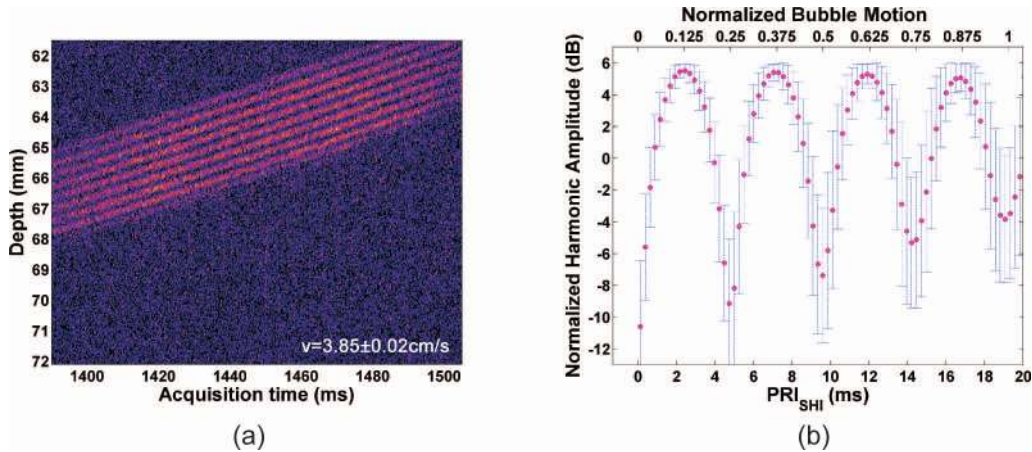 62
63
64
65
66
67
68
69
70
71
72
Depth (mm)
v=3.85±0.02cm/s
1400 1420 1440 1460 1480 1500
Acquisition time (ms)
(a)
Normalized Bubble Motion
0 0.125 0.25 0.375 0.5 0.625 0.75 0.875 1
6
4
2
0
-2
-4
-6
-8
-10
-12
Normalized Harmonic Amplitude (dB)
0 2 4 6 8 10 12 14 16 18 20
PRI_SHI (ms)
(b)